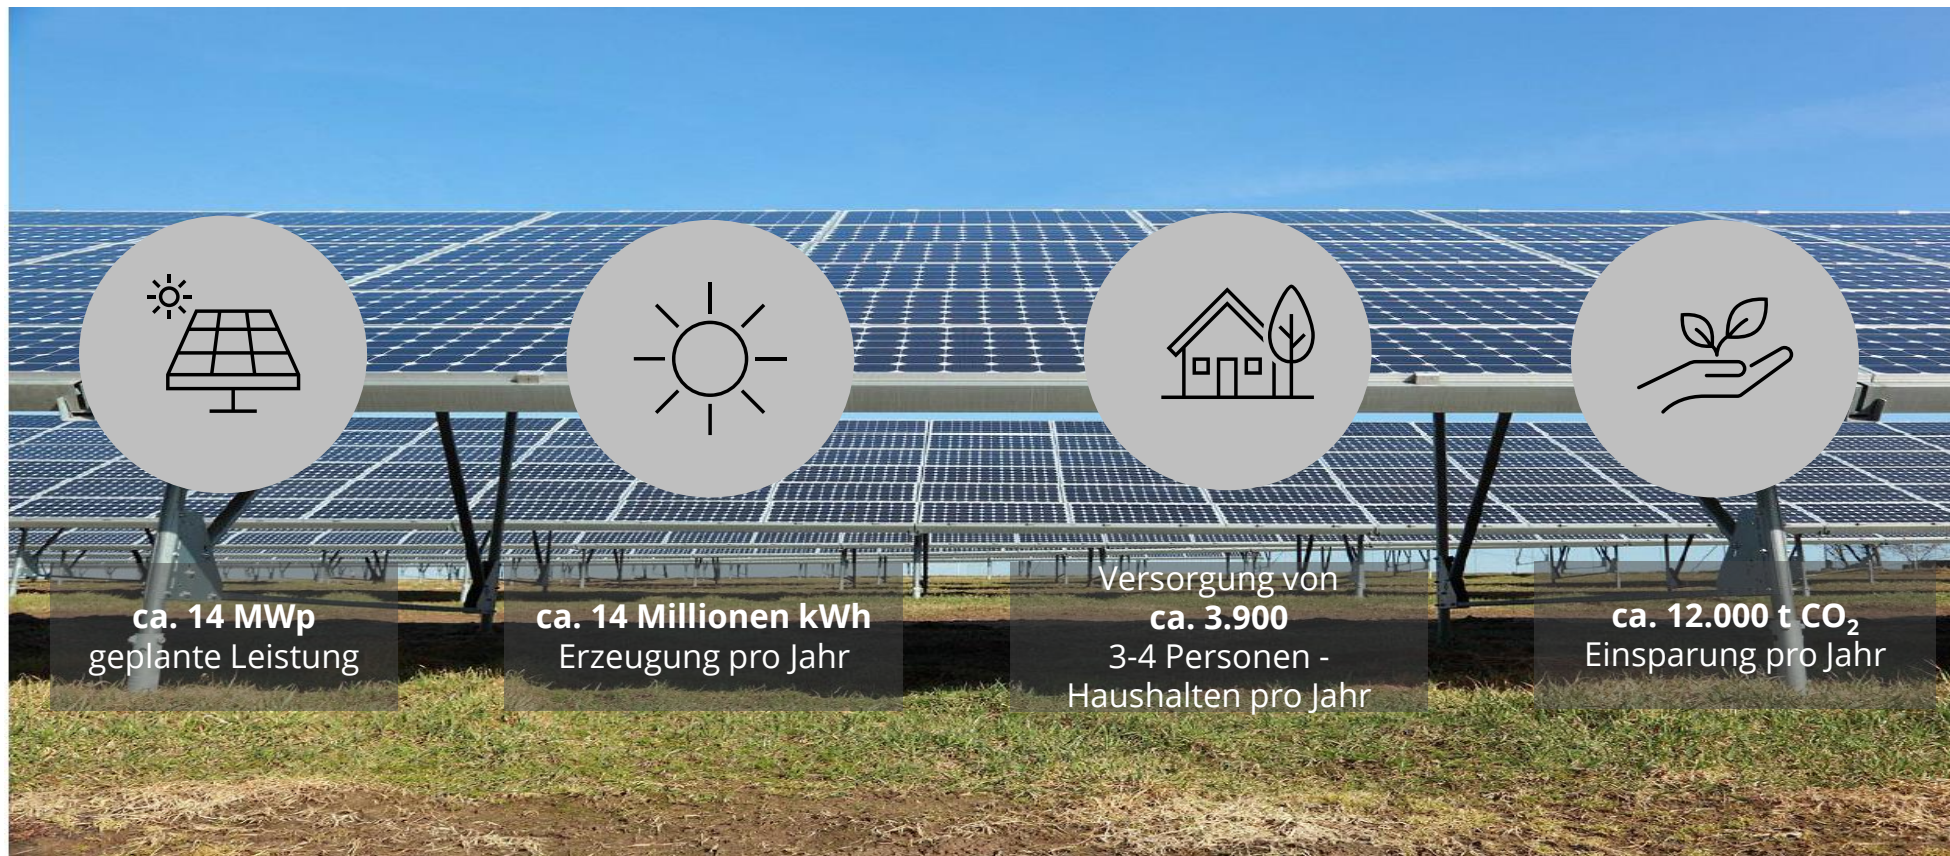 ca. 14 MWp
geplante Leistung
ca. 14 Millionen kWh
Erzeugung pro Jahr
Versorgung von
ca. 3.900
3-4 Personen -
Haushalten pro Jahr
ca. 12.000 t CO₂
Einsparung pro Jahr